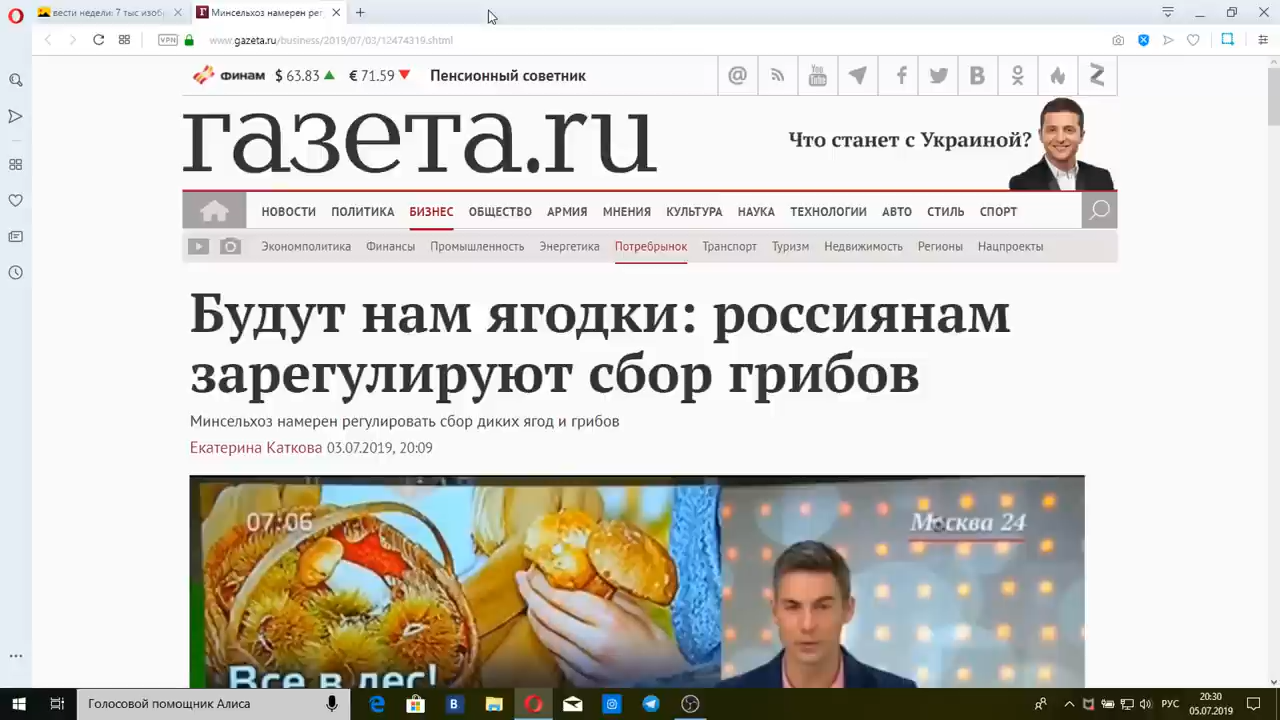 вести недели: 7 тыс изобр
Минсельхоз намерен рег
VPN
www.gazeta.ru/business/2019/07/03/12474319.shtml
финам $ 63.83 € 71.59 Пенсионный советник
газета.ru
Что станет с Украиной?
НОВОСТИ ПОЛИТИКА БИЗНЕС ОБЩЕСТВО АРМИЯ МНЕНИЯ КУЛЬТУРА НАУКА ТЕХНОЛОГИИ АВТО СТИЛЬ СПОРТ
Экономполитика Финансы Промышленность Энергетика Потребрынок Транспорт Туризм Недвижимость Регионы Нацпроекты
Будут нам ягодки: россиянам
зарегулируют сбор грибов
Минсельхоз намерен регулировать сбор диких ягод и грибов
Екатерина Каткова 03.07.2019, 20:09
07:06
Москва 24
Все в лес!
Голосовой помощник Алиса
РУС
20:30
05.07.2019